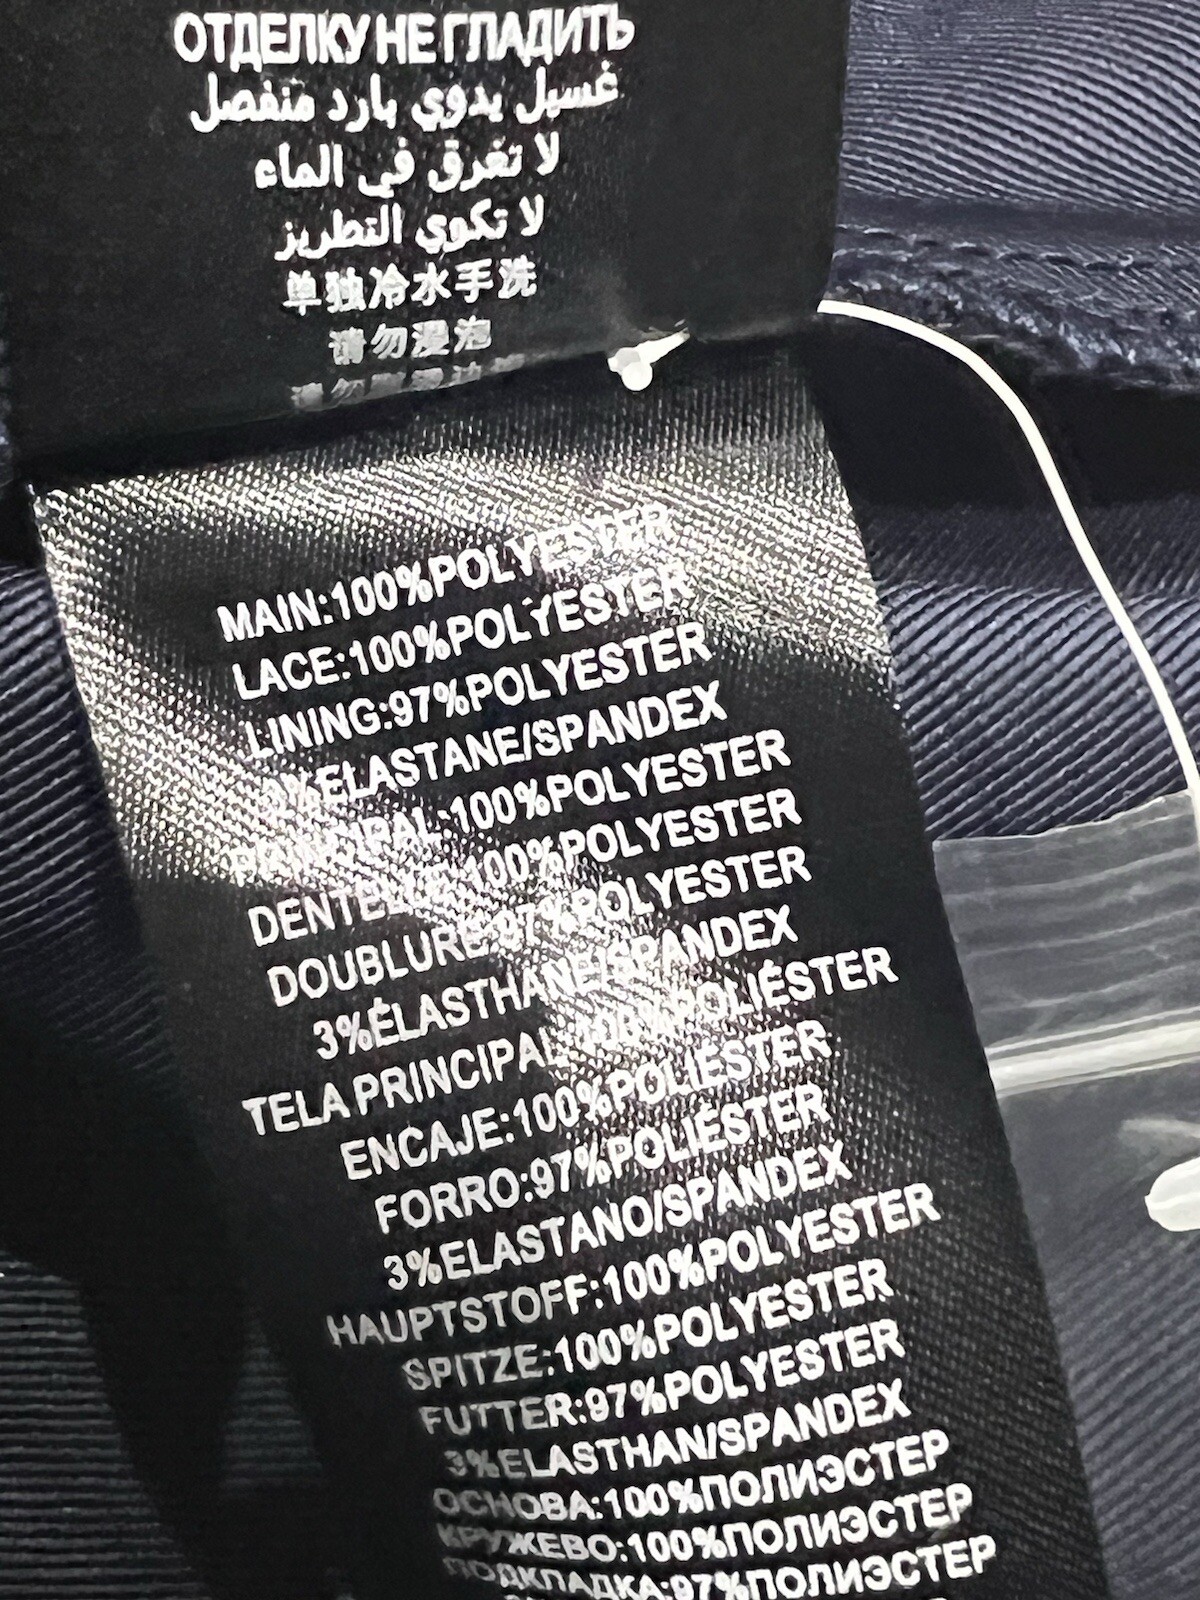 ОТДЕЛКУ НЕ ГЛАДИТЬ
غسيل يدوي بارد منفصل
لا تغرق في الماء
لا تكوي التطريز
单独冷水手洗
请勿浸泡
MAIN:100%POLYESTER
LACE:100%POLYESTER
LINING:97%POLYESTER
3%ELASTANE/SPANDEX
PRINCIPAL:100%POLYESTER
DENTELLE:100%POLYESTER
DOUBLURE:97%POLYESTER
3%ÉLASTHANE/SPANDEX
TELA PRINCIPAL:100%POLIÉSTER
ENCAJE:100%POLIÉSTER
FORRO:97%POLIÉSTER
3%ELASTANO/SPANDEX
HAUPTSTOFF:100%POLYESTER
SPITZE:100%POLYESTER
FUTTER:97%POLYESTER
3%ELASTHAN/SPANDEX
ОСНОВА:100%ПОЛИЭСТЕР
КРУЖЕВО:100%ПОЛИЭСТЕР
ПОДКЛАДКА:97%ПОЛИЭСТЕР